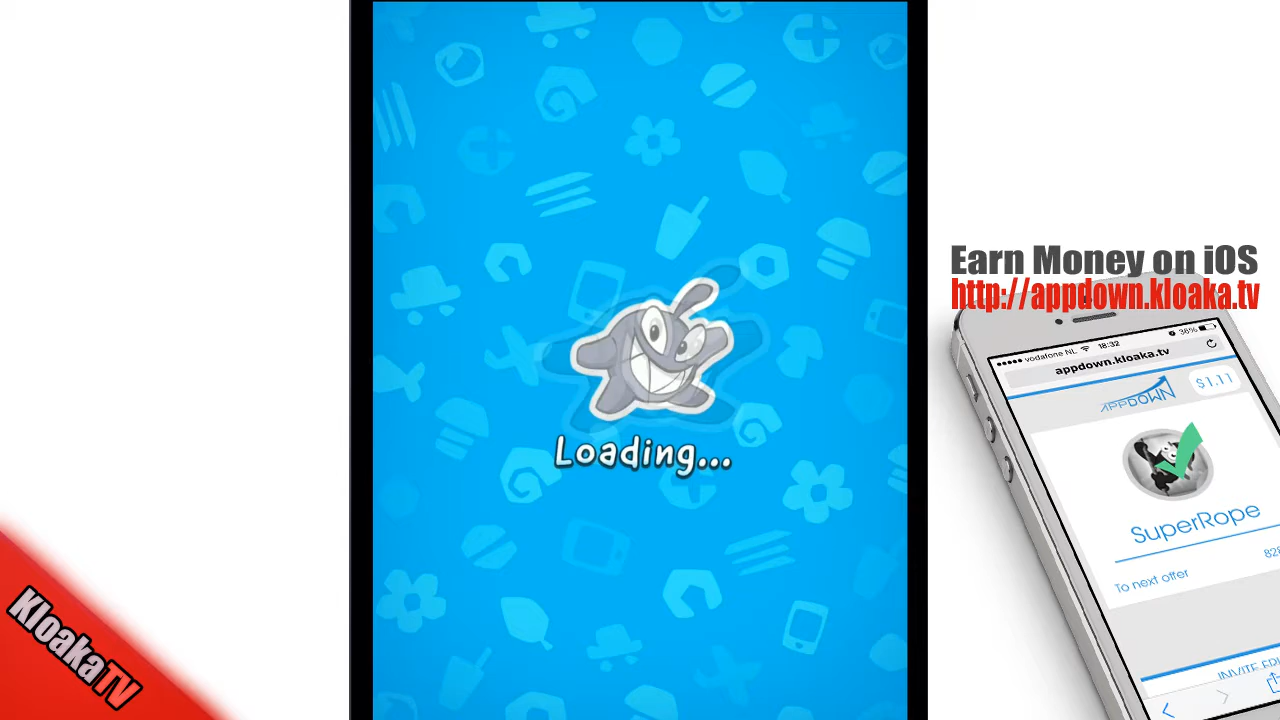 Earn Money on iOS
http://appdown.kloaka.tv
vodafone NL 18:32 36%
appdown.kloaka.tv
APPDOWN
$1.11
SuperRope
To next offer
Loading...
KloakaTV